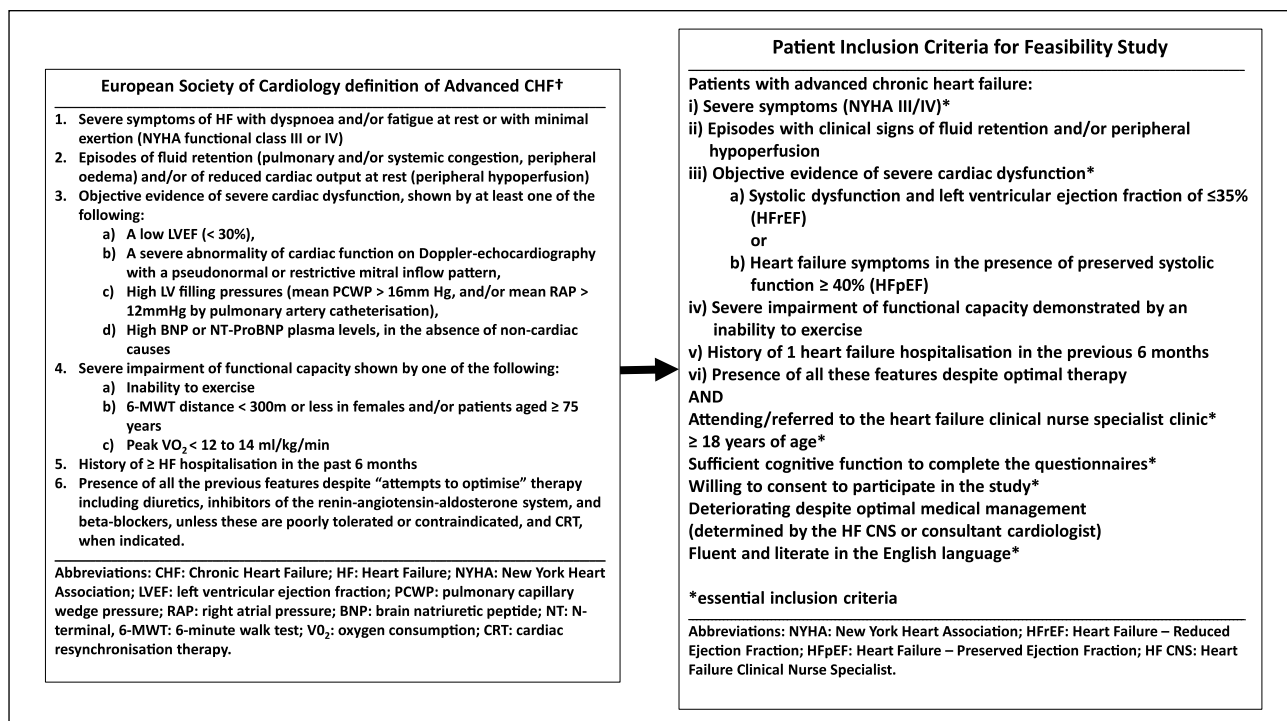 European Society of Cardiology definition of Advanced CHF†
1. Severe symptoms of HF with dyspnoea and/or fatigue at rest or with minimal
exertion (NYHA functional class III or IV)
2. Episodes of fluid retention (pulmonary and/or systemic congestion, peripheral
oedema) and/or of reduced cardiac output at rest (peripheral hypoperfusion)
3. Objective evidence of severe cardiac dysfunction, shown by at least one of the
following:
a) A low LVEF (< 30%),
b) A severe abnormality of cardiac function on Doppler-echocardiography
with a pseudonormal or restrictive mitral inflow pattern,
c) High LV filling pressures (mean PCWP > 16mm Hg, and/or mean RAP >
12mmHg by pulmonary artery catheterisation),
d) High BNP or NT-ProBNP plasma levels, in the absence of non-cardiac
causes
4. Severe impairment of functional capacity shown by one of the following:
a) Inability to exercise
b) 6-MWT distance < 300m or less in females and/or patients aged ≥ 75
years
c) Peak VO₂ < 12 to 14 ml/kg/min
5. History of ≥ HF hospitalisation in the past 6 months
6. Presence of all the previous features despite “attempts to optimise” therapy
including diuretics, inhibitors of the renin-angiotensin-aldosterone system, and
beta-blockers, unless these are poorly tolerated or contraindicated, and CRT,
when indicated.
Abbreviations: CHF: Chronic Heart Failure; HF: Heart Failure; NYHA: New York Heart
Association; LVEF: left ventricular ejection fraction; PCWP: pulmonary capillary
wedge pressure; RAP: right atrial pressure; BNP: brain natriuretic peptide; NT: N-
terminal, 6-MWT: 6-minute walk test; V0₂: oxygen consumption; CRT: cardiac
resynchronisation therapy.
Patient Inclusion Criteria for Feasibility Study
Patients with advanced chronic heart failure:
i) Severe symptoms (NYHA III/IV)*
ii) Episodes with clinical signs of fluid retention and/or peripheral
hypoperfusion
iii) Objective evidence of severe cardiac dysfunction*
a) Systolic dysfunction and left ventricular ejection fraction of ≤35%
(HFrEF)
or
b) Heart failure symptoms in the presence of preserved systolic
function ≥ 40% (HFpEF)
iv) Severe impairment of functional capacity demonstrated by an
inability to exercise
v) History of 1 heart failure hospitalisation in the previous 6 months
vi) Presence of all these features despite optimal therapy
AND
Attending/referred to the heart failure clinical nurse specialist clinic*
≥ 18 years of age*
Sufficient cognitive function to complete the questionnaires*
Willing to consent to participate in the study*
Deteriorating despite optimal medical management
(determined by the HF CNS or consultant cardiologist)
Fluent and literate in the English language*
*essential inclusion criteria
Abbreviations: NYHA: New York Heart Association; HFrEF: Heart Failure – Reduced
Ejection Fraction; HFpEF: Heart Failure – Preserved Ejection Fraction; HF CNS: Heart
Failure Clinical Nurse Specialist.